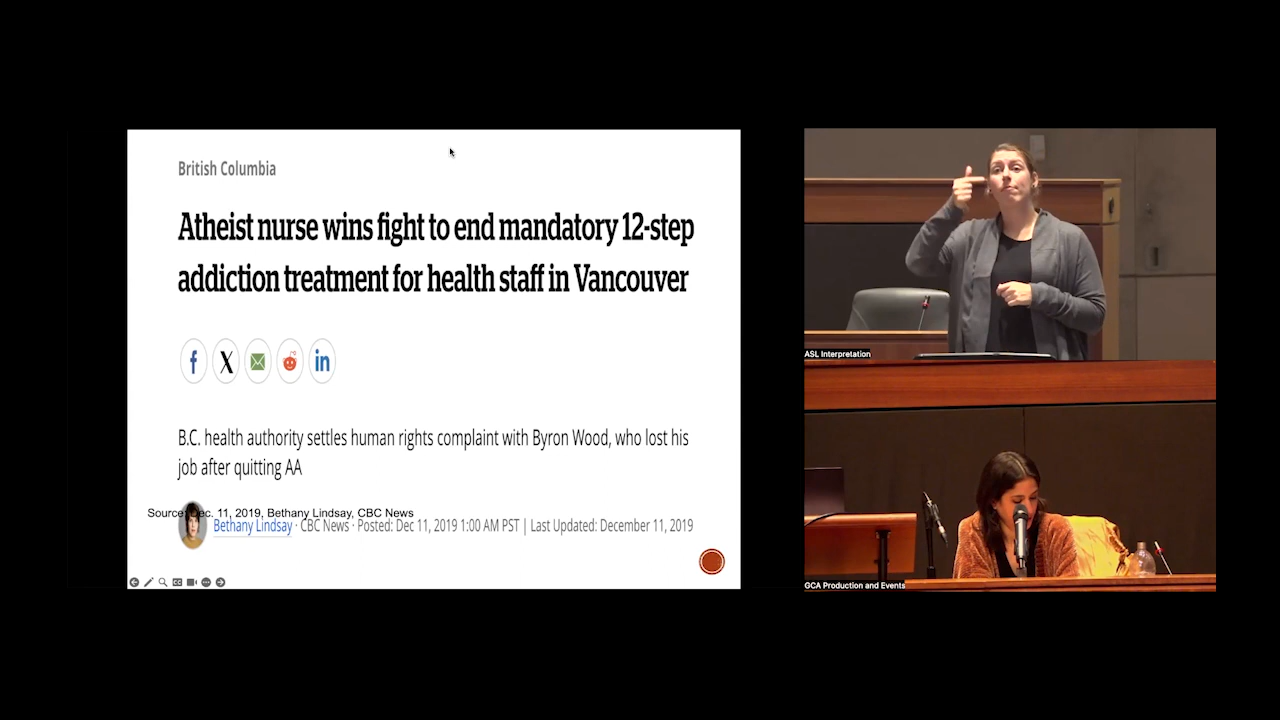 British Columbia
Atheist nurse wins fight to end mandatory 12-step
addiction treatment for health staff in Vancouver
B.C. health authority settles human rights complaint with Byron Wood, who lost his
job after quitting AA
Source: Dec. 11, 2019, Bethany Lindsay, CBC News
Bethany Lindsay · CBC News · Posted: Dec 11, 2019 1:00 AM PST | Last Updated: December 11, 2019
ASL Interpretation
GCA Production and Events